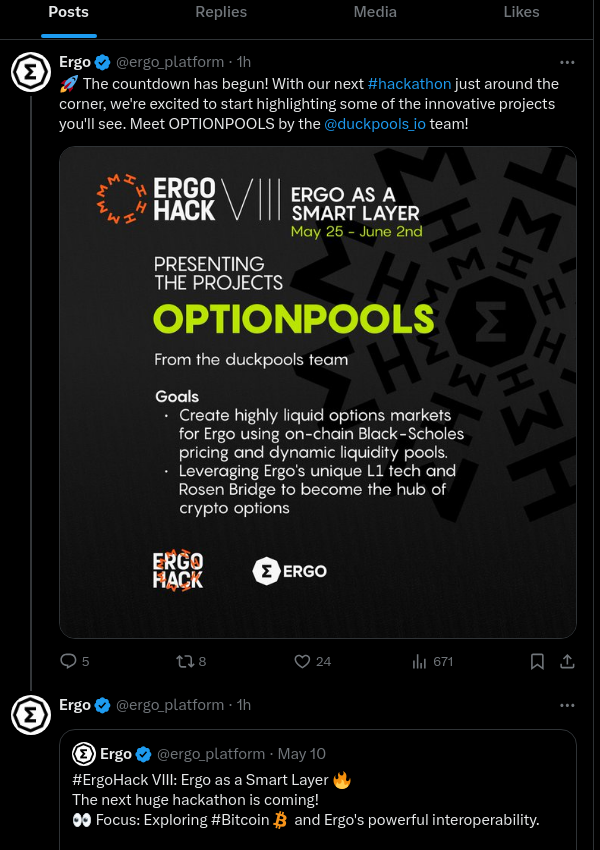 Posts Replies Media Likes
Ergo @ergo_platform · 1h
🚀 The countdown has begun! With our next #hackathon just around the
corner, we're excited to start highlighting some of the innovative projects
you'll see. Meet OPTIONPOOLS by the @duckpools_io team!
ERGO
HACK
VIII
ERGO AS A
SMART LAYER
May 25 - June 2nd
PRESENTING
THE PROJECTS
OPTIONPOOLS
From the duckpools team
Goals
· Create highly liquid options markets
for Ergo using on-chain Black-Scholes
pricing and dynamic liquidity pools.
· Leveraging Ergo's unique L1 tech and
Rosen Bridge to become the hub of
crypto options
ERGO
HACK
ERGO
5 8 24 671
Ergo @ergo_platform · 1h
Ergo @ergo_platform · May 10
#ErgoHack VIII: Ergo as a Smart Layer 🔥
The next huge hackathon is coming!
👀 Focus: Exploring #Bitcoin and Ergo's powerful interoperability.